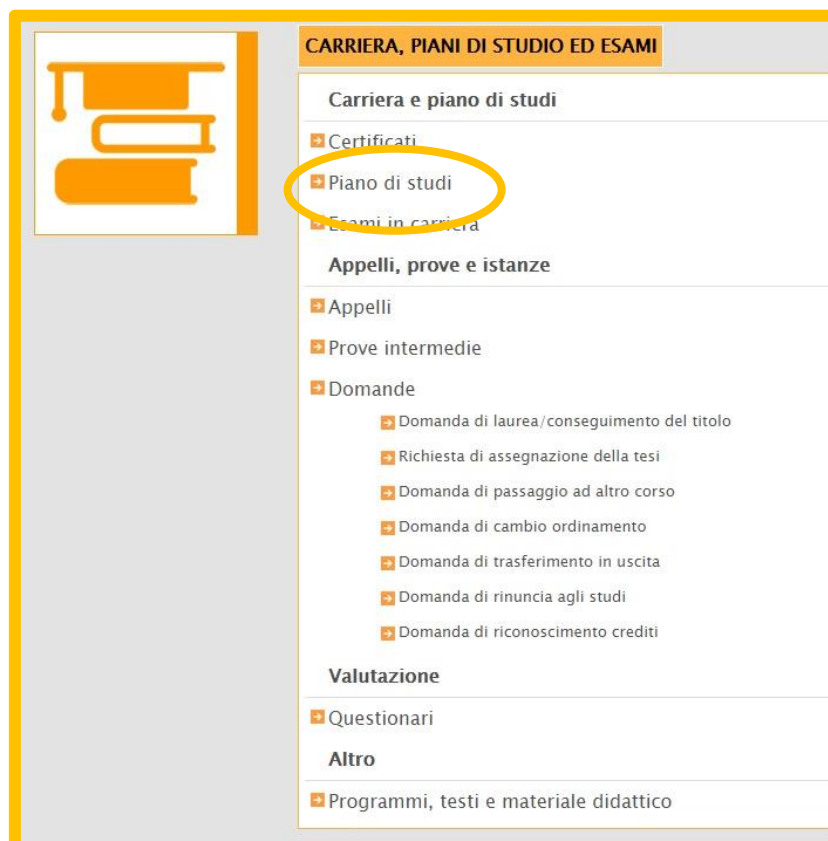 CARRIERA, PIANI DI STUDIO ED ESAMI
Carriera e piano di studi
Certificati
Piano di studi
Esami in carriera
Appelli, prove e istanze
Appelli
Prove intermedie
Domande
Domanda di laurea/conseguimento del titolo
Richiesta di assegnazione della tesi
Domanda di passaggio ad altro corso
Domanda di cambio ordinamento
Domanda di trasferimento in uscita
Domanda di rinuncia agli studi
Domanda di riconoscimento crediti
Valutazione
Questionari
Altro
Programmi, testi e materiale didattico